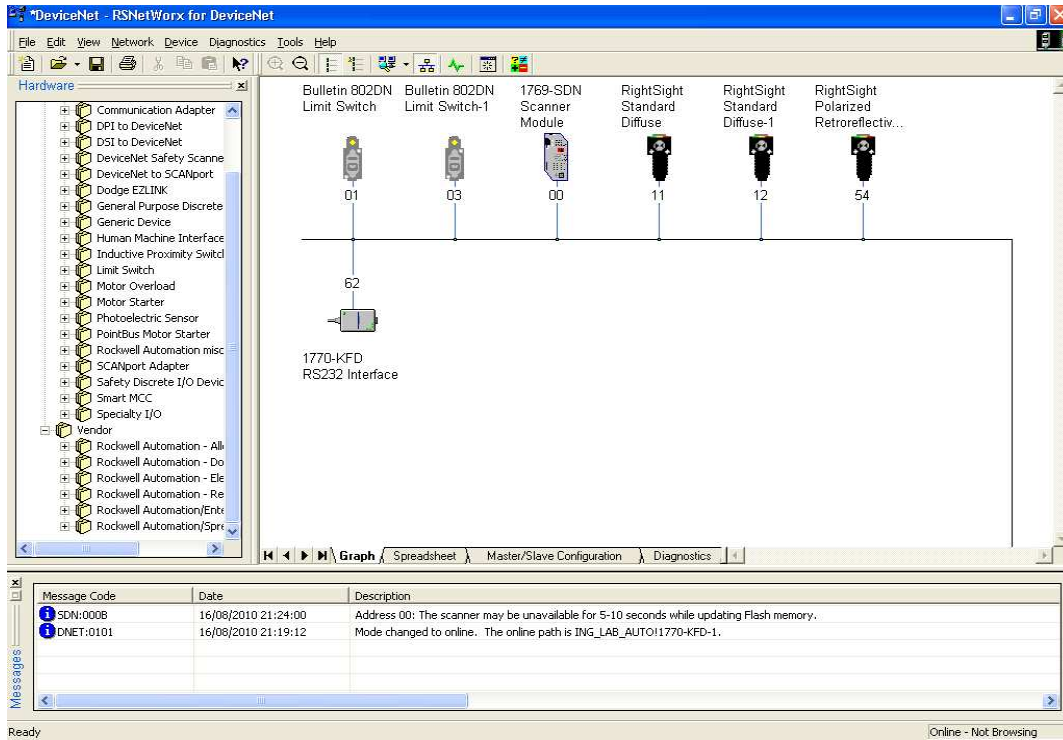 *DeviceNet - RSNetWorx for DeviceNet
File Edit View Network Device Diagnostics Tools Help
Hardware
Communication Adapter
DPI to DeviceNet
DSI to DeviceNet
DeviceNet Safety Scanne
DeviceNet to SCANport
Dodge EZLINK
General Purpose Discrete
Generic Device
Human Machine Interface
Inductive Proximity Switcl
Limit Switch
Motor Overload
Motor Starter
Photoelectric Sensor
PointBus Motor Starter
Rockwell Automation misc
SCANport Adapter
Safety Discrete I/O Devic
Smart MCC
Specialty I/O
Vendor
Rockwell Automation - Alle
Rockwell Automation - Do
Rockwell Automation - Ele
Rockwell Automation - Re
Rockwell Automation/Ente
Rockwell Automation/Spre
Bulletin 802DN
Limit Switch
01
Bulletin 802DN
Limit Switch-1
03
1769-SDN
Scanner
Module
00
RightSight
Standard
Diffuse
11
RightSight
Standard
Diffuse-1
12
RightSight
Polarized
Retroreflectiv...
54
62
1770-KFD
RS232 Interface
Graph Spreadsheet Master/Slave Configuration Diagnostics
Messages
Message Code Date Description
SDN:000B 16/08/2010 21:24:00 Address 00: The scanner may be unavailable for 5-10 seconds while updating Flash memory.
DNET:0101 16/08/2010 21:19:12 Mode changed to online. The online path is ING_LAB_AUTO!1770-KFD-1.
Ready Online - Not Browsing